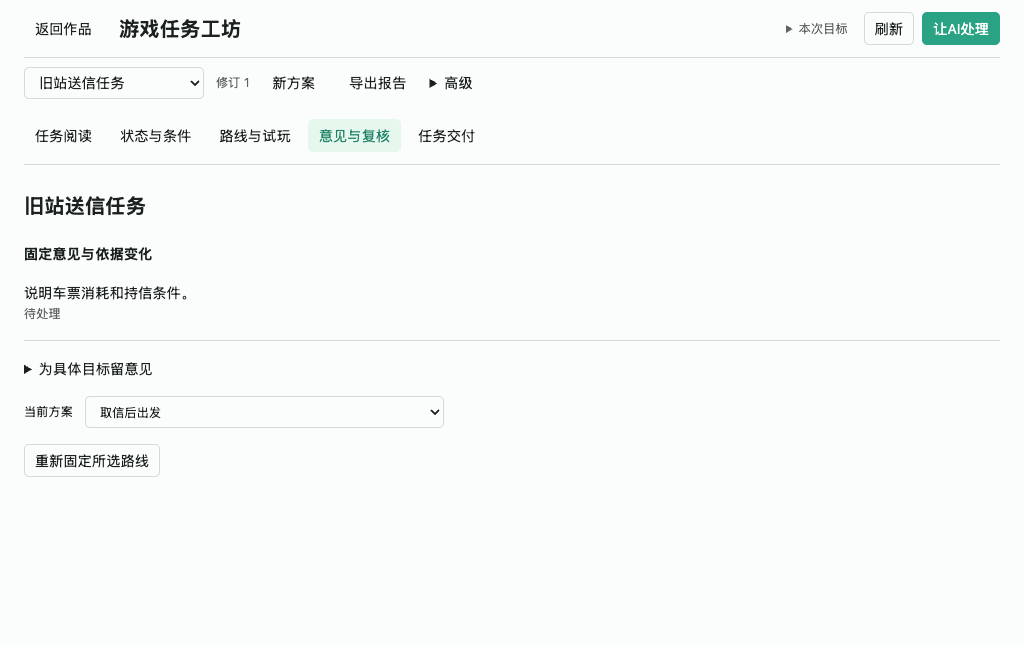 返回作品 游戏任务工坊 本次目标 刷新 让AI处理
旧站送信任务 修订 1 新方案 导出报告 高级
任务阅读 状态与条件 路线与试玩 意见与复核 任务交付
旧站送信任务
固定意见与依据变化
说明车票消耗和持信条件。
待处理
为具体目标留意见
当前方案 取信后出发
重新固定所选路线